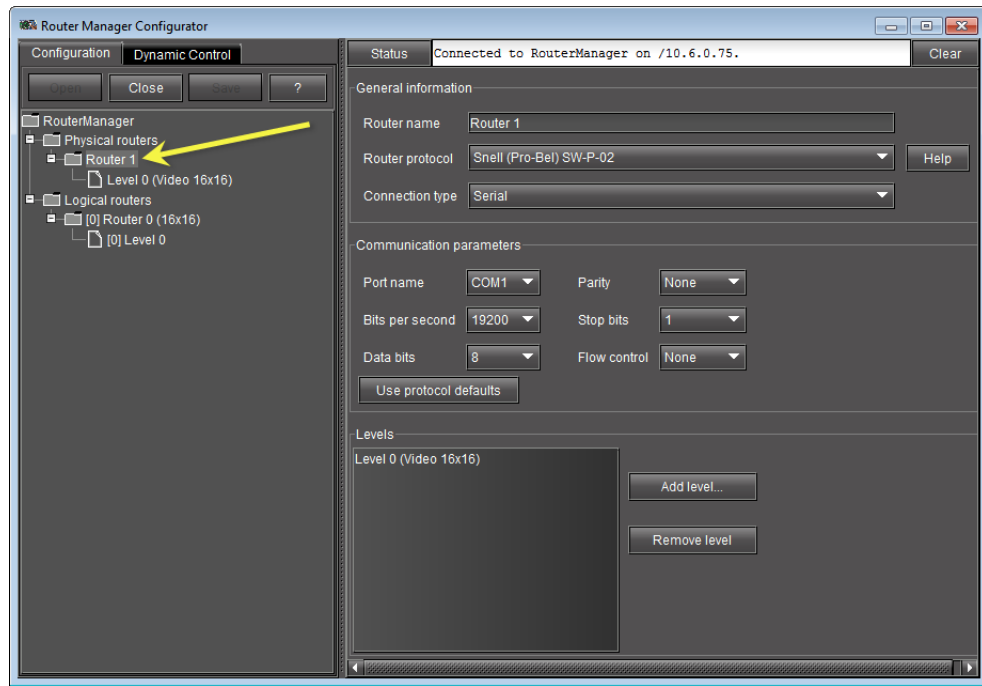 Router Manager Configurator
Configuration Dynamic Control
Open Close Save ?
RouterManager
Physical routers
Router 1
Level 0 (Video 16x16)
Logical routers
[0] Router 0 (16x16)
[0] Level 0
Status Connected to RouterManager on /10.6.0.75. Clear
General information
Router name Router 1
Router protocol Snell (Pro-Bel) SW-P-02 Help
Connection type Serial
Communication parameters
Port name COM1 Parity None
Bits per second 19200 Stop bits 1
Data bits 8 Flow control None
Use protocol defaults
Levels
Level 0 (Video 16x16)
Add level...
Remove level